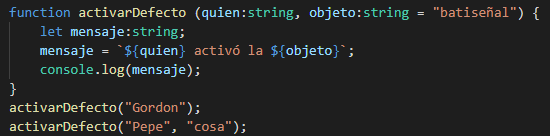 function activarDefecto (quien:string, objeto:string = "batiseñal") {
    let mensaje:string;
    mensaje = `${quien} activó la ${objeto}`;
    console.log(mensaje);
}
activarDefecto("Gordon");
activarDefecto("Pepe", "cosa");